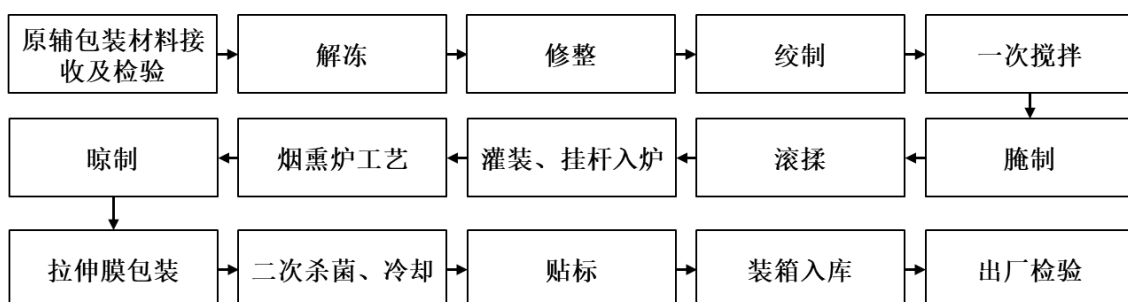 原辅包装材料接
收及检验
解冻
修整
绞制
一次搅拌
腌制
滚揉
灌装、挂杆入炉
烟熏炉工艺
晾制
拉伸膜包装
二次杀菌、冷却
贴标
装箱入库
出厂检验